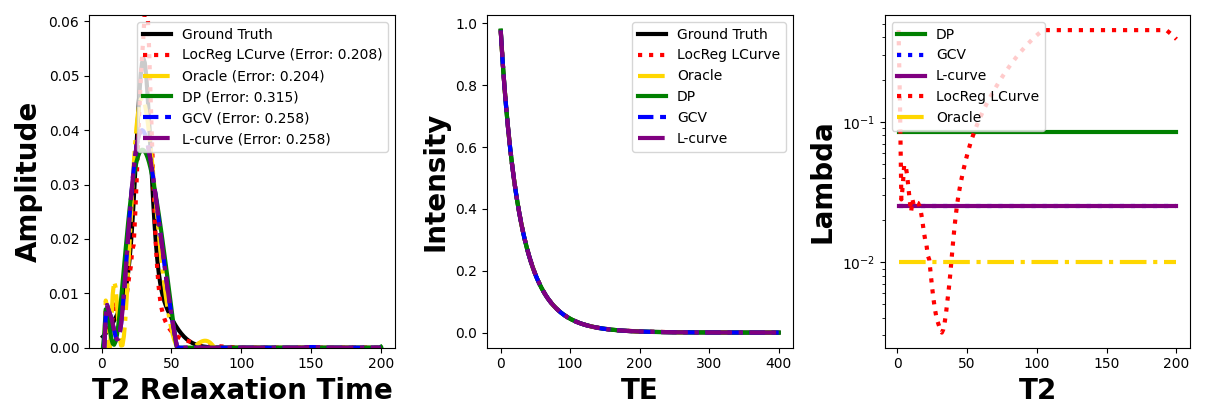 0.06
0.05
0.04
0.03
0.02
0.01
0.00
Amplitude
Ground Truth
LocReg LCurve (Error: 0.208)
Oracle (Error: 0.204)
DP (Error: 0.315)
GCV (Error: 0.258)
L-curve (Error: 0.258)
0 50 100 150 200
T2 Relaxation Time
1.0
0.8
0.6
0.4
0.2
0.0
Intensity
Ground Truth
LocReg LCurve
Oracle
DP
GCV
L-curve
0 100 200 300 400
TE
10⁻¹
10⁻²
Lambda
DP
GCV
L-curve
LocReg LCurve
Oracle
0 50 100 150 200
T2